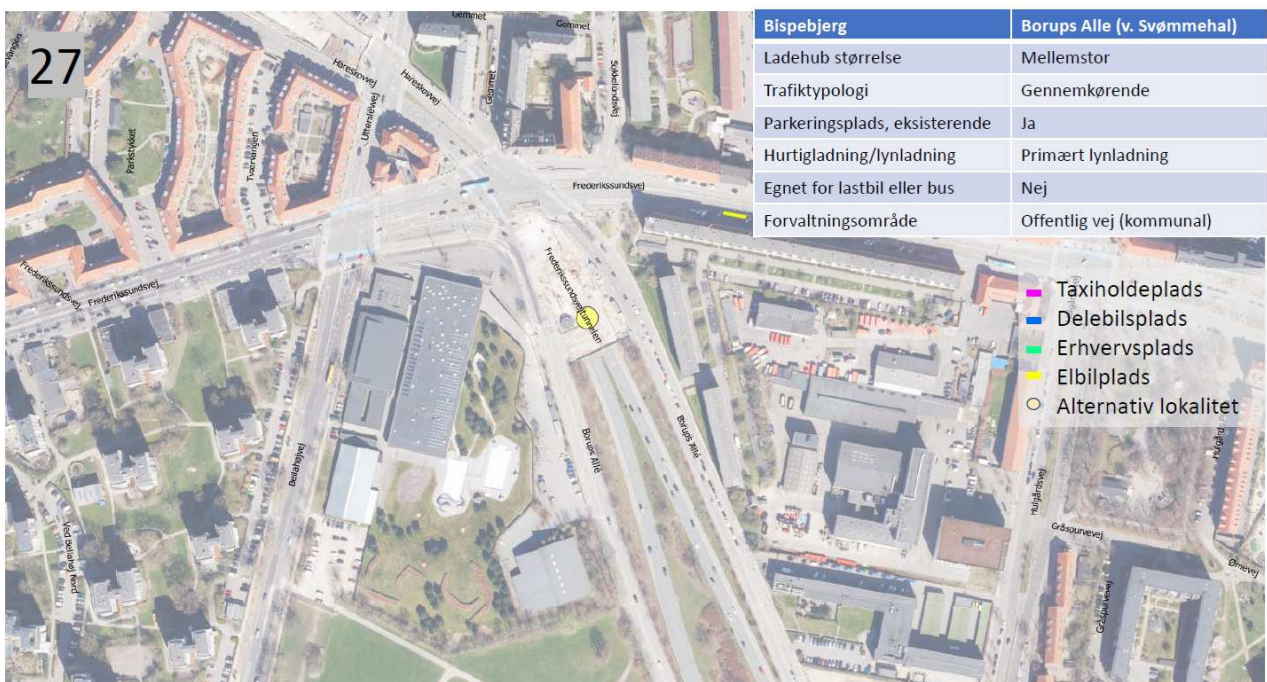 27
Bispebjerg Borups Alle (v. Svømmehal)
Ladehub størrelse Mellemstor
Trafiktypologi Gennemkørende
Parkeringsplads, eksisterende Ja
Hurtigladning/lynladning Primært lynladning
Egnet for lastbil eller bus Nej
Forvaltningsområde Offentlig vej (kommunal)
Taxiholdeplads
Delebilsplads
Erhvervsplads
Elbilplads
Alternativ lokalitet
Gemmet
Gemmet
Gemmet
Hareskovvej
Hareskovvej
Utterslevvej
Parkstykket
Tværvangen
Frederikssundsvej
Frederikssundsvej
Frederikssundsvej
Frederikssundsvejtunnelen
Bellahøjvej
Borups Allé
Borups Allé
Hulgårdsvej
Gråspurvevej
Gråspurvevej
Ørnevej
Ved Bellahøj Nord